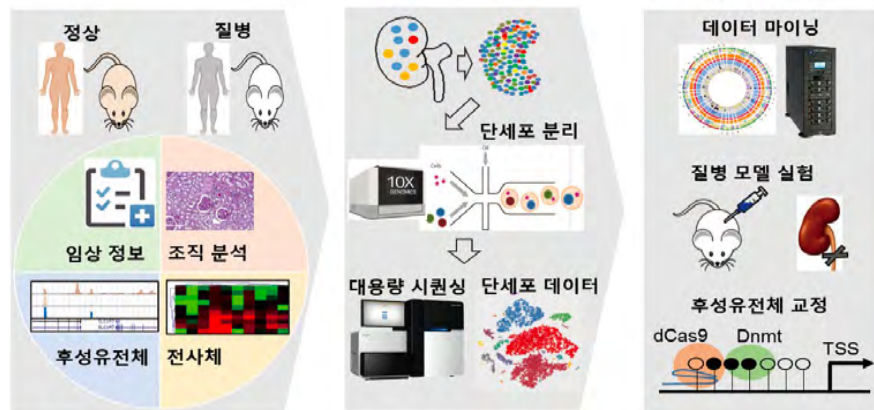 정상
질병
임상 정보
조직 분석
후성유전체
전사체
단세포 분리
Cells
Oil
10X
GENOMICS
대용량 시퀀싱
단세포 데이터
데이터 마이닝
질병 모델 실험
후성유전체 교정
dCas9
Dnmt
TSS